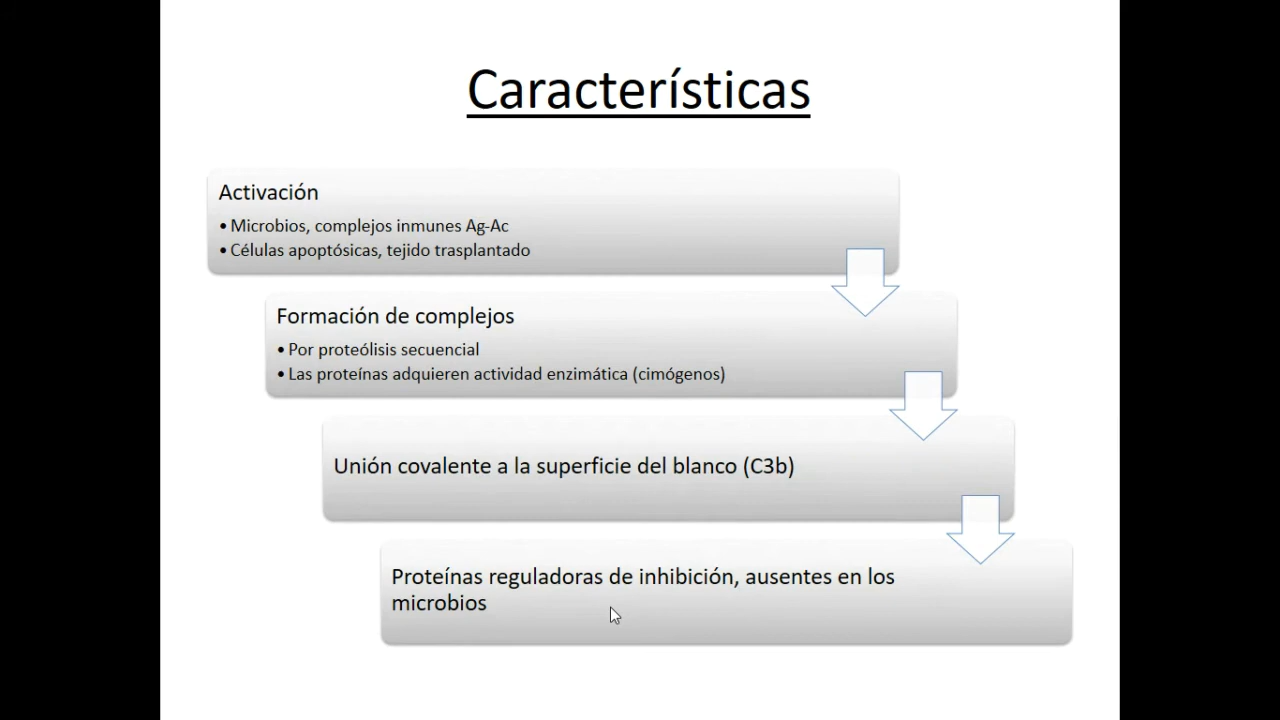 Características
Activación
• Microbios, complejos inmunes Ag-Ac
• Células apoptósicas, tejido trasplantado
Formación de complejos
• Por proteólisis secuencial
• Las proteínas adquieren actividad enzimática (cimógenos)
Unión covalente a la superficie del blanco (C3b)
Proteínas reguladoras de inhibición, ausentes en los
microbios